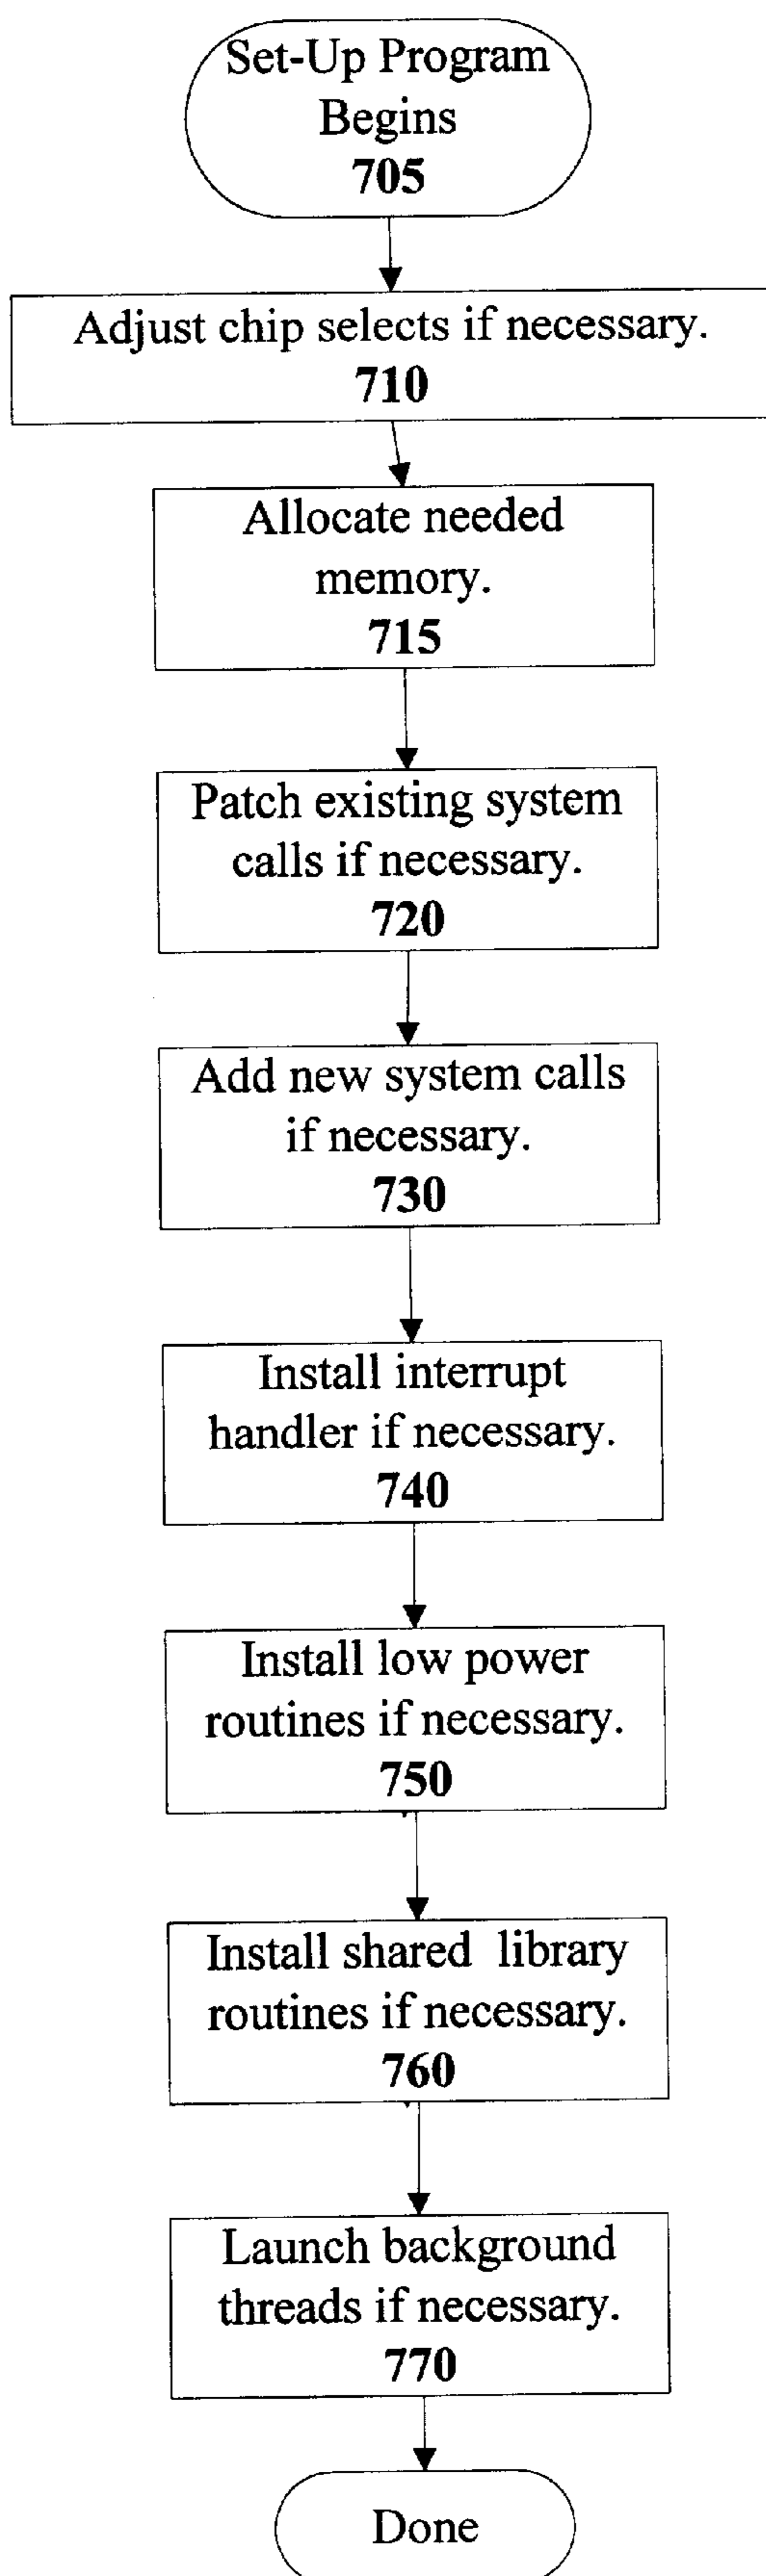 Set-Up Program
Begins
705
Adjust chip selects if necessary.
710
Allocate needed
memory.
715
Patch existing system
calls if necessary.
720
Add new system calls
if necessary.
730
Install interrupt
handler if necessary.
740
Install low power
routines if necessary.
750
Install shared library
routines if necessary.
760
Launch background
threads if necessary.
770
Done